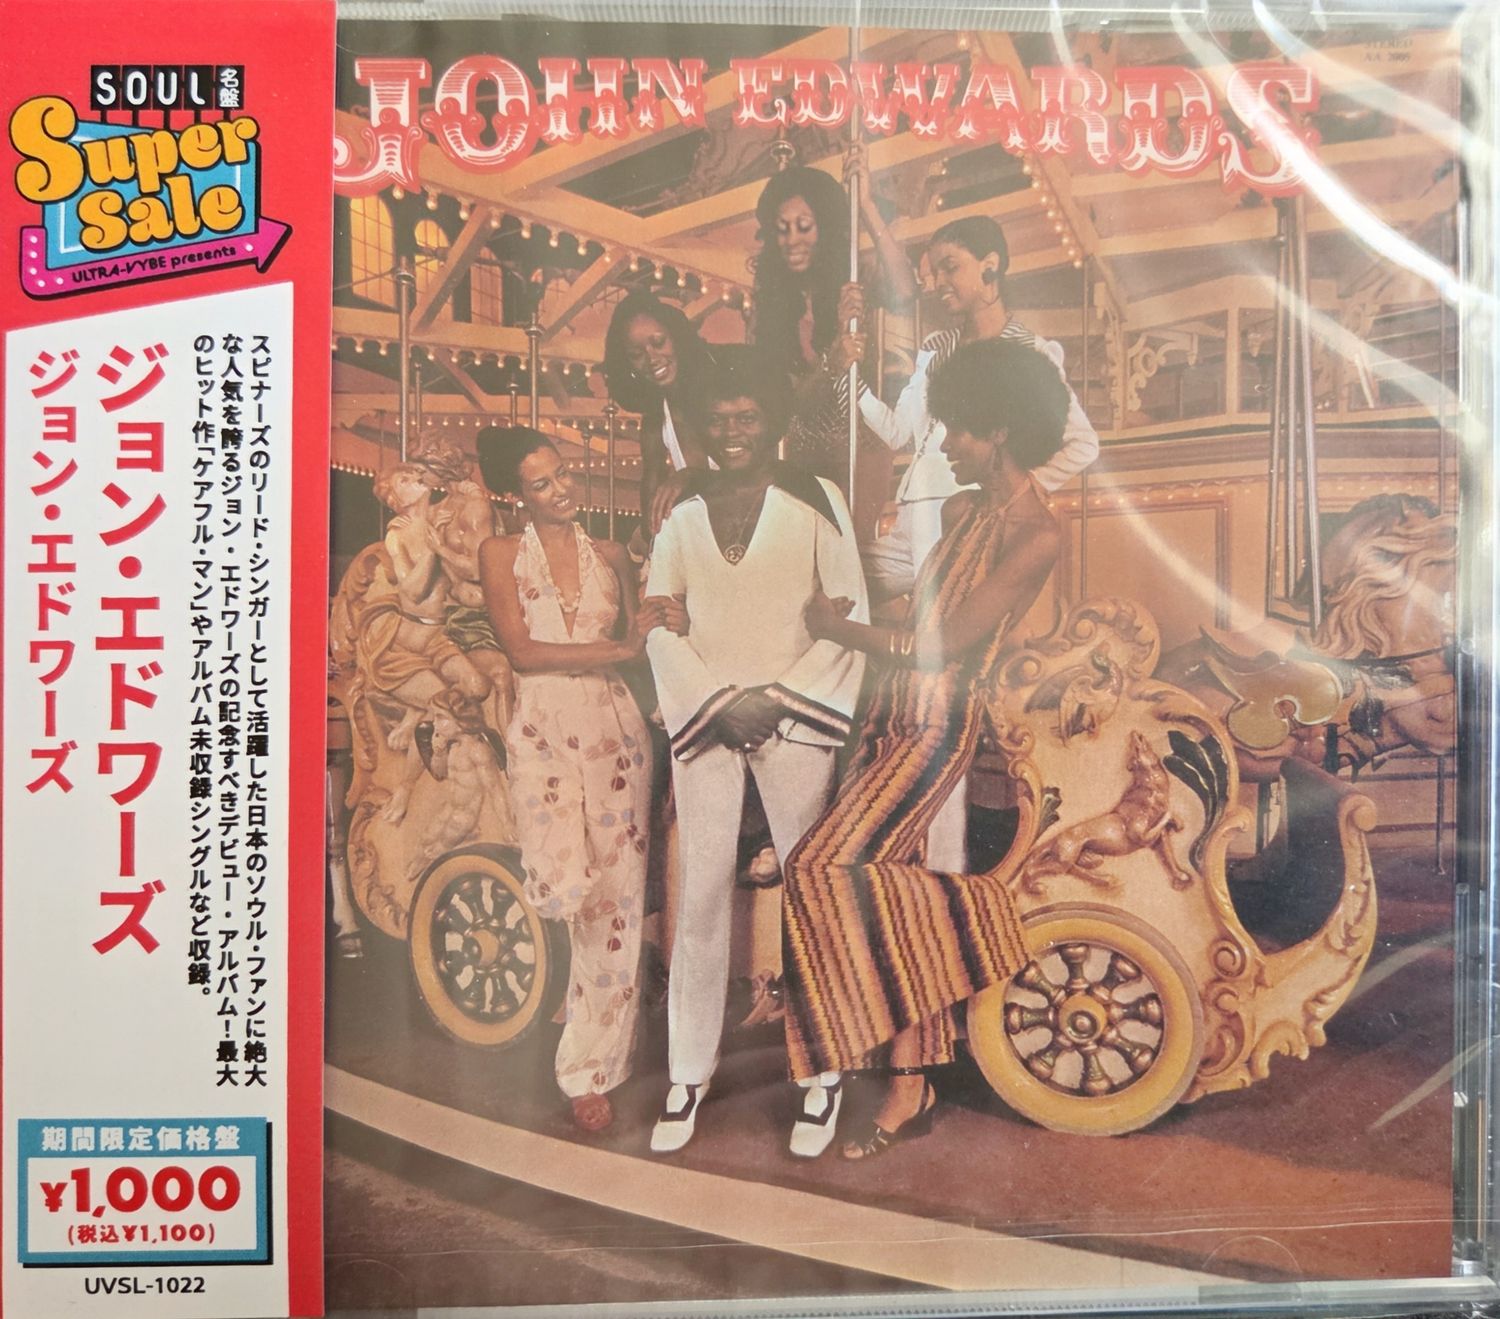 SOUL名盤
Super
Sale
ULTRA-VYBE presents
スピナーズのリード・シンガーとして活躍した日本のソウル・ファンに絶大
な人気を誇るジョン・エドワーズの記念すべきデビュー・アルバム！最大
のヒット作「ケアフル・マン」やアルバム未収録シングルなど収録。
ジョン・エドワーズ
ジョン・エドワーズ
期間限定価格盤
¥1,000
(税込¥1,100)
UVSL-1022
JOHN EDWARDS
STEREO